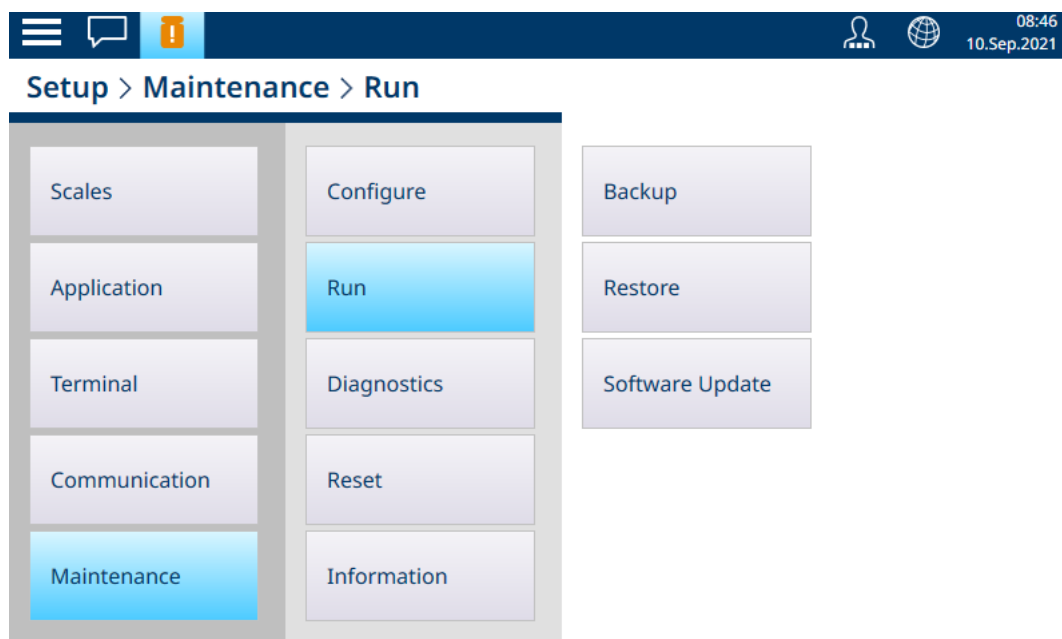 08:46
10.Sep.2021
Setup > Maintenance > Run
Scales
Configure
Backup
Application
Run
Restore
Terminal
Diagnostics
Software Update
Communication
Reset
Maintenance
Information